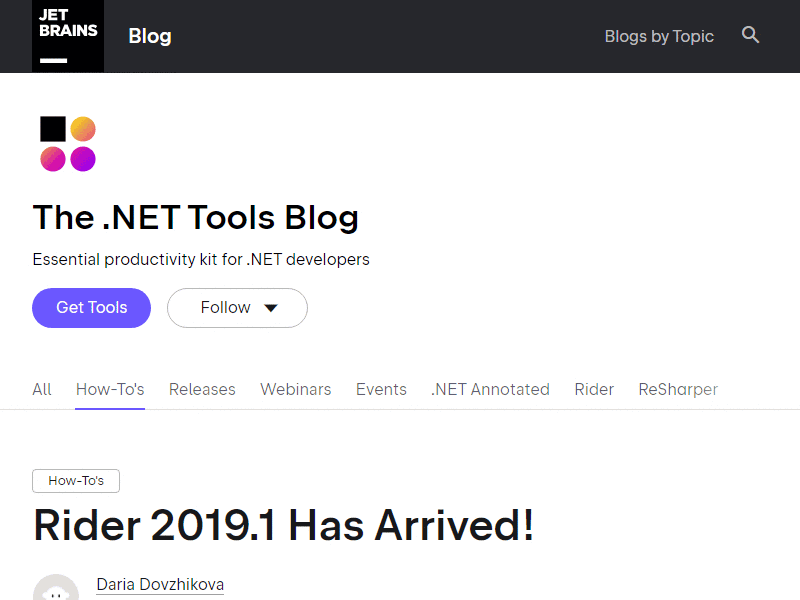 JET
BRAINS
Blog
Blogs by Topic
The .NET Tools Blog
Essential productivity kit for .NET developers
Get Tools
Follow
All How-To's Releases Webinars Events .NET Annotated Rider ReSharper
How-To's
Rider 2019.1 Has Arrived!
Daria Dovzhikova